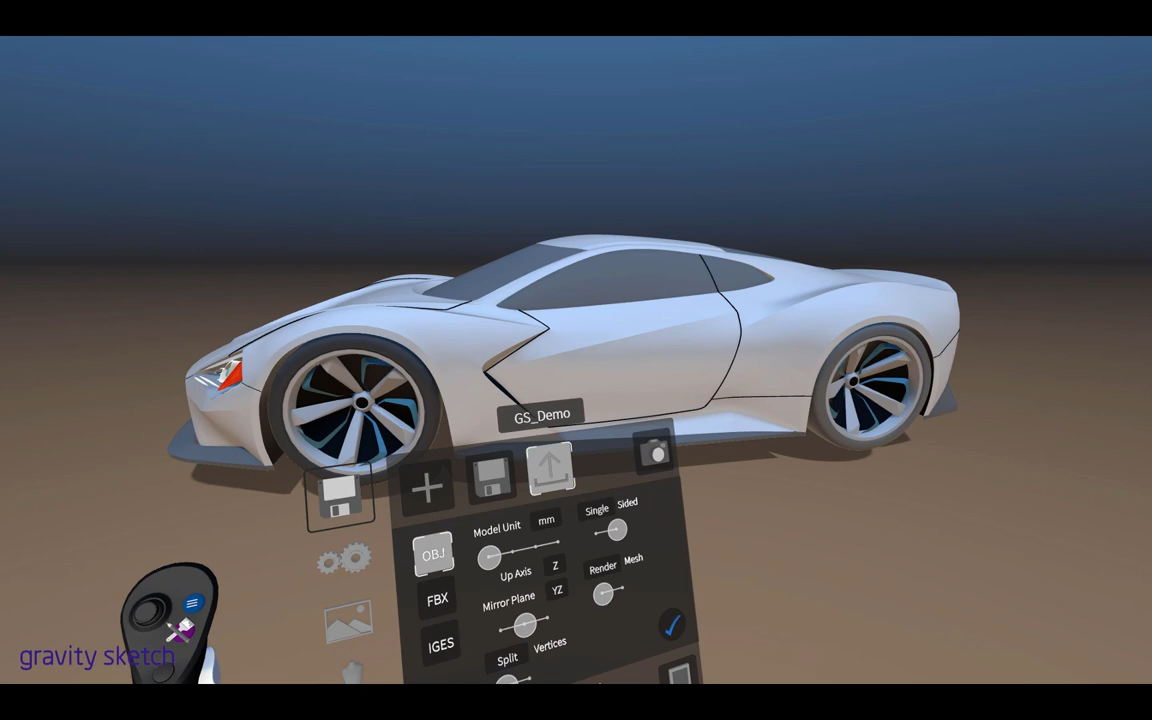 GS_Demo
Model Unit mm
Single Sided
OBJ
Up Axis Z
Render Mesh
FBX
Mirror Plane YZ
IGES
Split Vertices
gravity sketch